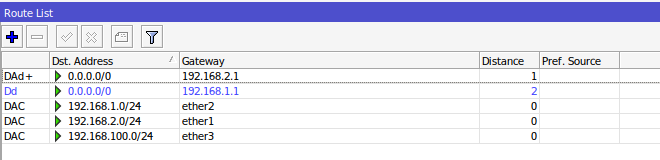 Route List
Dst. Address / Gateway Distance Pref. Source
DAd+ 0.0.0.0/0 192.168.2.1 1
Dd 0.0.0.0/0 192.168.1.1 2
DAC 192.168.1.0/24 ether2 0
DAC 192.168.2.0/24 ether1 0
DAC 192.168.100.0/24 ether3 0